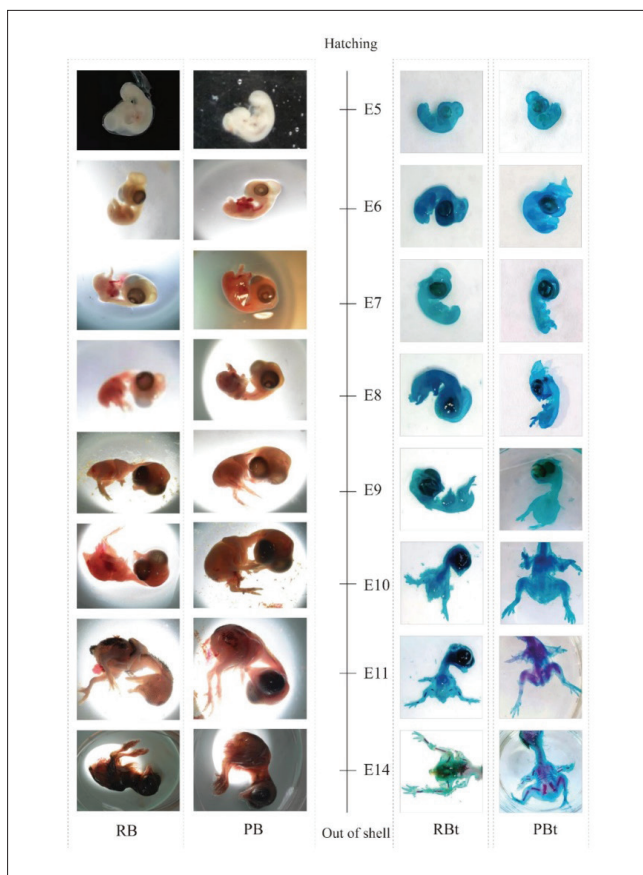 Hatching
E5
E6
E7
E8
E9
E10
E11
E14
RB PB Out of shell RBt PBt